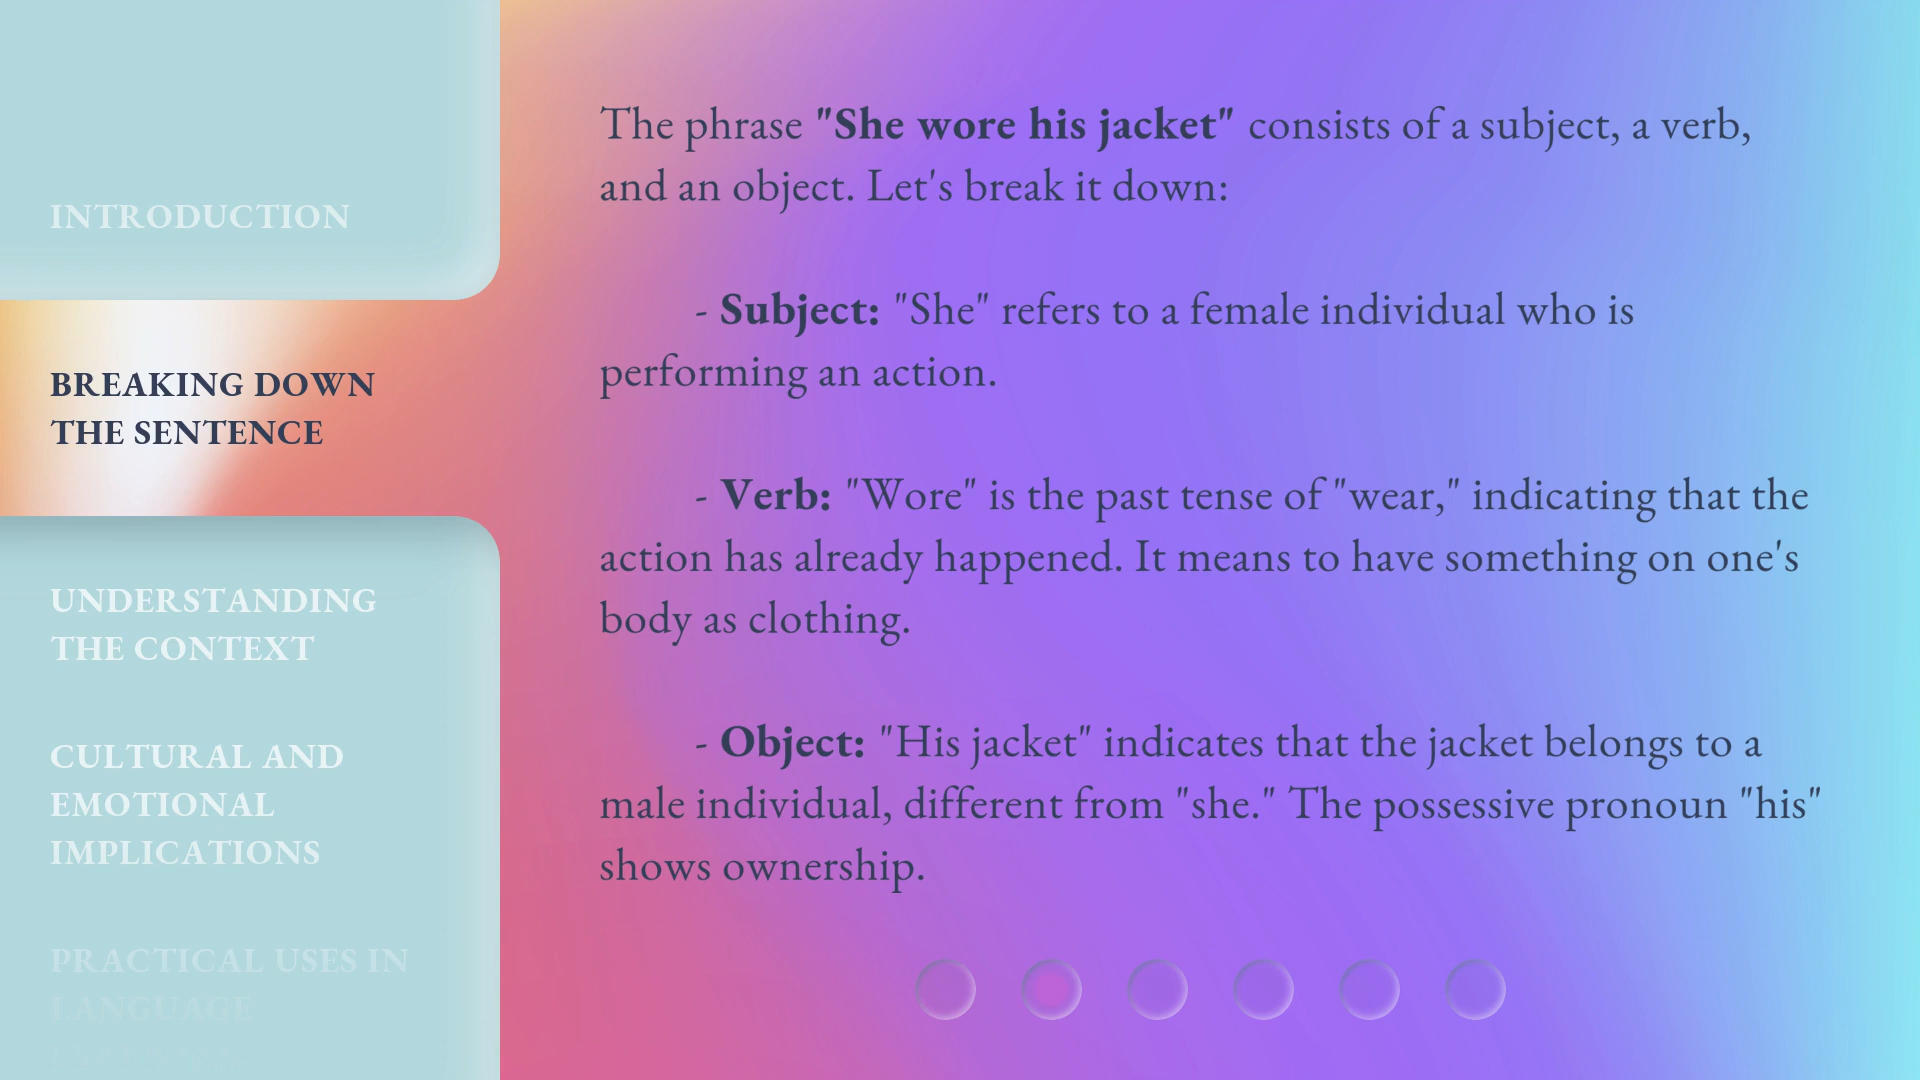 INTRODUCTION
BREAKING DOWN
THE SENTENCE
UNDERSTANDING
THE CONTEXT
CULTURAL AND
EMOTIONAL
IMPLICATIONS
PRACTICAL USES IN
LANGUAGE
The phrase "She wore his jacket" consists of a subject, a verb,
and an object. Let's break it down:
- Subject: "She" refers to a female individual who is
performing an action.
- Verb: "Wore" is the past tense of "wear," indicating that the
action has already happened. It means to have something on one's
body as clothing.
- Object: "His jacket" indicates that the jacket belongs to a
male individual, different from "she." The possessive pronoun "his"
shows ownership.